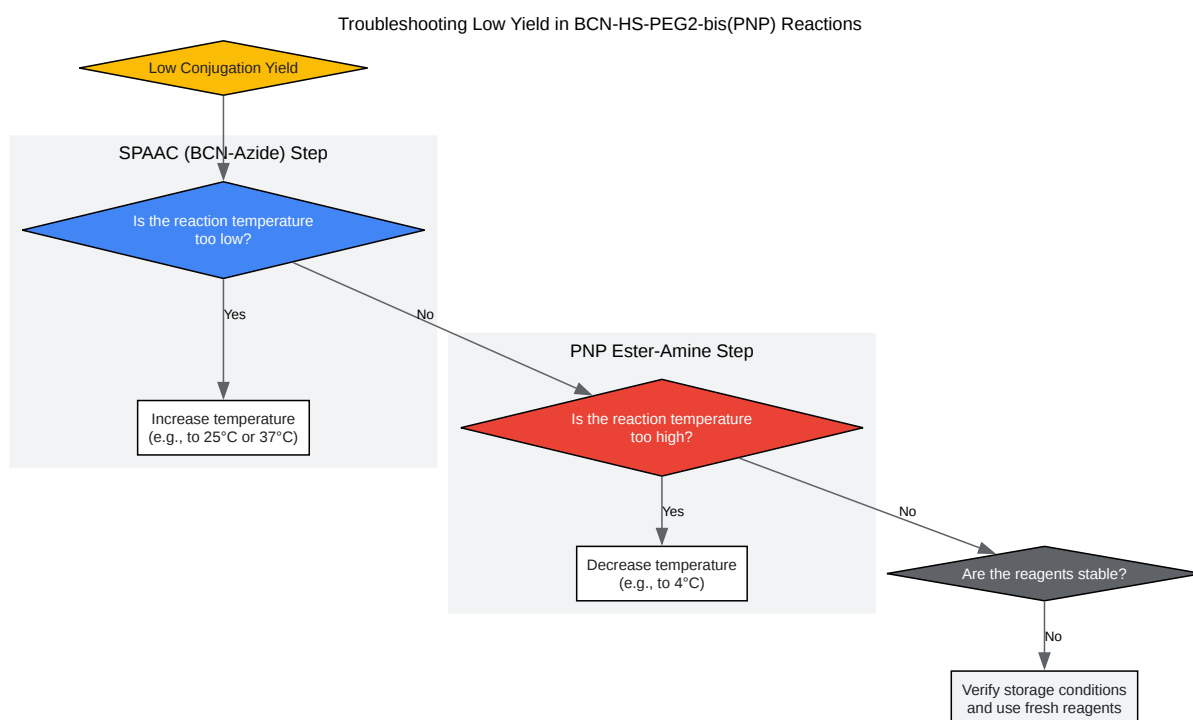 Troubleshooting Low Yield in BCN-HS-PEG2-bis(PNP) Reactions
Low Conjugation Yield
SPAAC (BCN-Azide) Step
Is the reaction temperature
too low?
Yes
No
Increase temperature
(e.g., to 25°C or 37°C)
PNP Ester-Amine Step
Is the reaction temperature
too high?
Yes
No
Decrease temperature
(e.g., to 4°C)
Are the reagents stable?
No
Verify storage conditions
and use fresh reagents